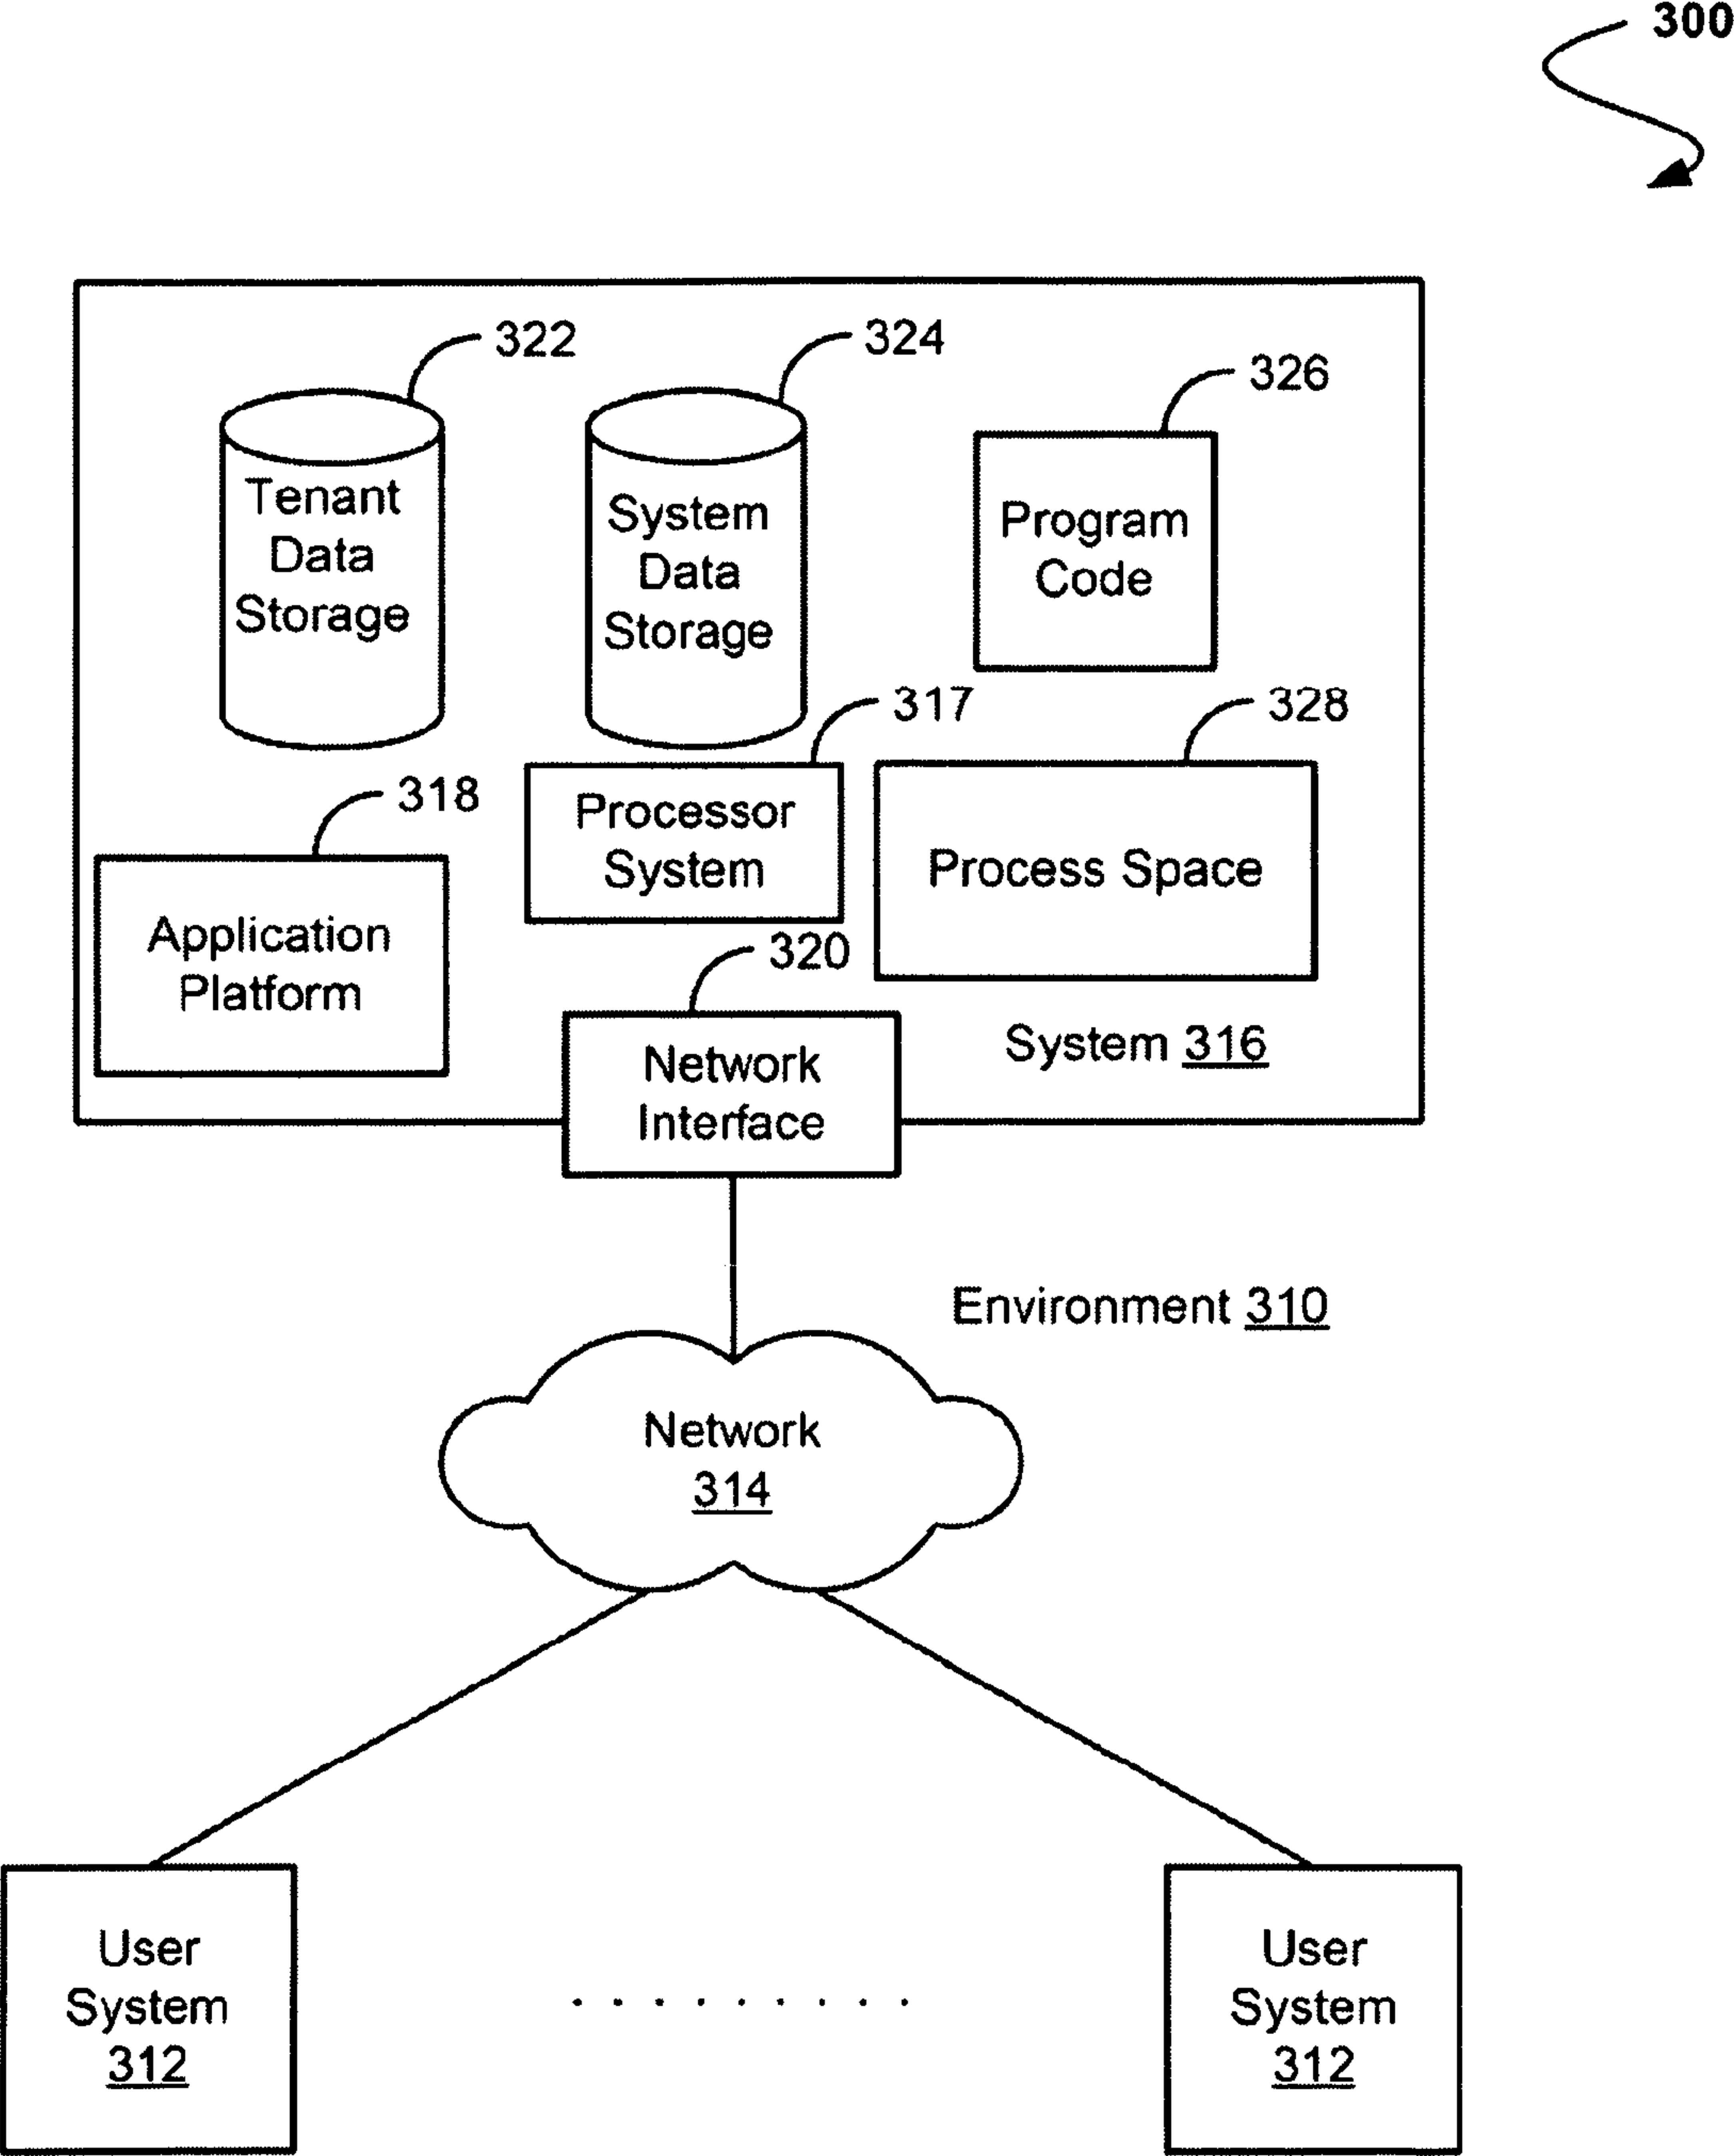 300
322
324
326
Tenant
Data
Storage
System
Data
Storage
Program
Code
317
328
318
Processor
System
Process Space
Application
Platform
320
System 316
Network
Interface
Environment 310
Network
314
User
System
312
. . . . . . . . .
User
System
312